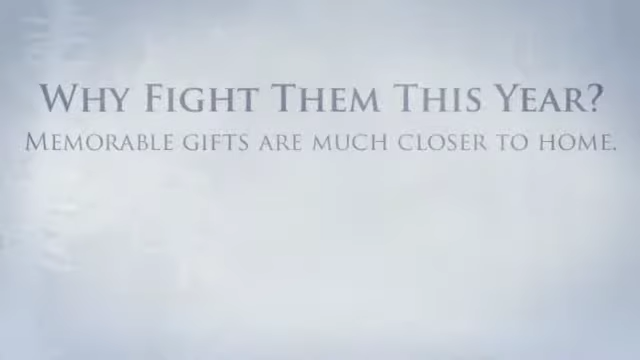 Why Fight Them This Year?
Memorable gifts are much closer to home.